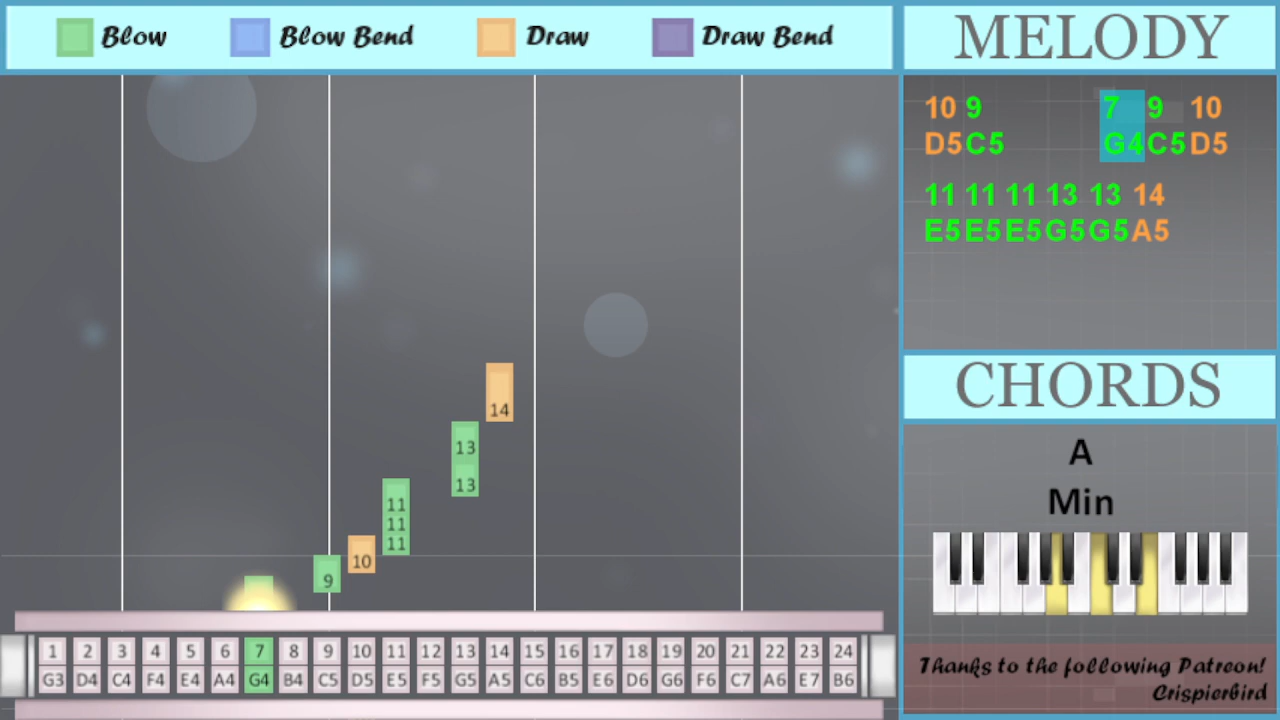 Blow Blow Bend Draw Draw Bend
MELODY
10 9 7 9 10
D5 C5 G4 C5 D5
11 11 11 13 13 14
E5 E5 E5 G5 G5 A5
14
13
13
11
11
11
10
9
CHORDS
A
Min
1 2 3 4 5 6 7 8 9 10 11 12 13 14 15 16 17 18 19 20 21 22 23 24
G3 D4 C4 F4 E4 A4 G4 B4 C5 D5 E5 F5 G5 A5 C6 B5 E6 D6 G6 F6 C7 A6 E7 B6
Thanks to the following Patreon!
Crispierbird